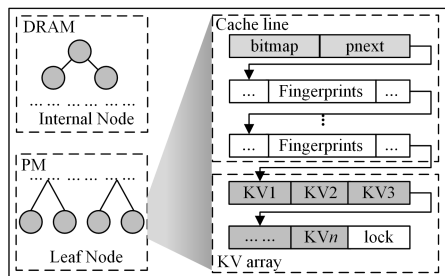 DRAM
... ... ... ... ... ...
Internal Node
PM
... ... ... ... ... ...
Leaf Node
Cache line
bitmap pnext
... Fingerprints ...
⋮
... Fingerprints ...
KV1 KV2 KV3
... ... KVn lock
KV array